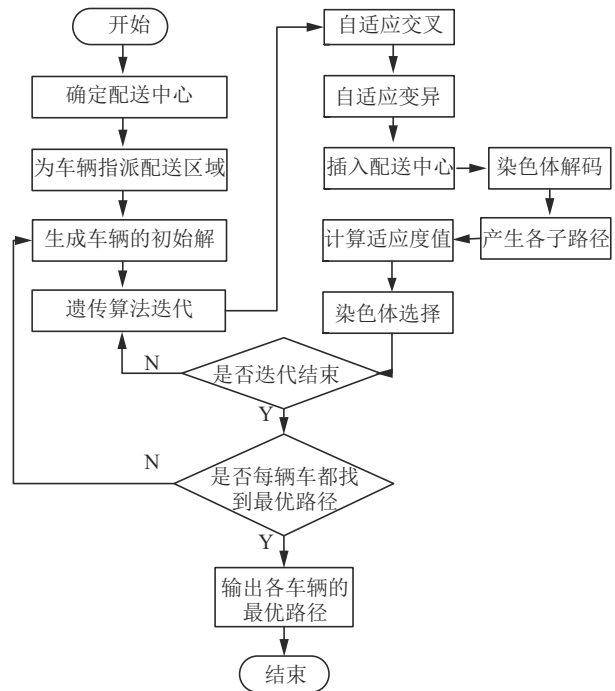 开始
确定配送中心
为车辆指派配送区域
生成车辆的初始解
遗传算法迭代
自适应交叉
自适应变异
插入配送中心
染色体解码
产生各子路径
计算适应度值
染色体选择
是否迭代结束
N
Y
是否每辆车都找
到最优路径
N
Y
输出各车辆的
最优路径
结束